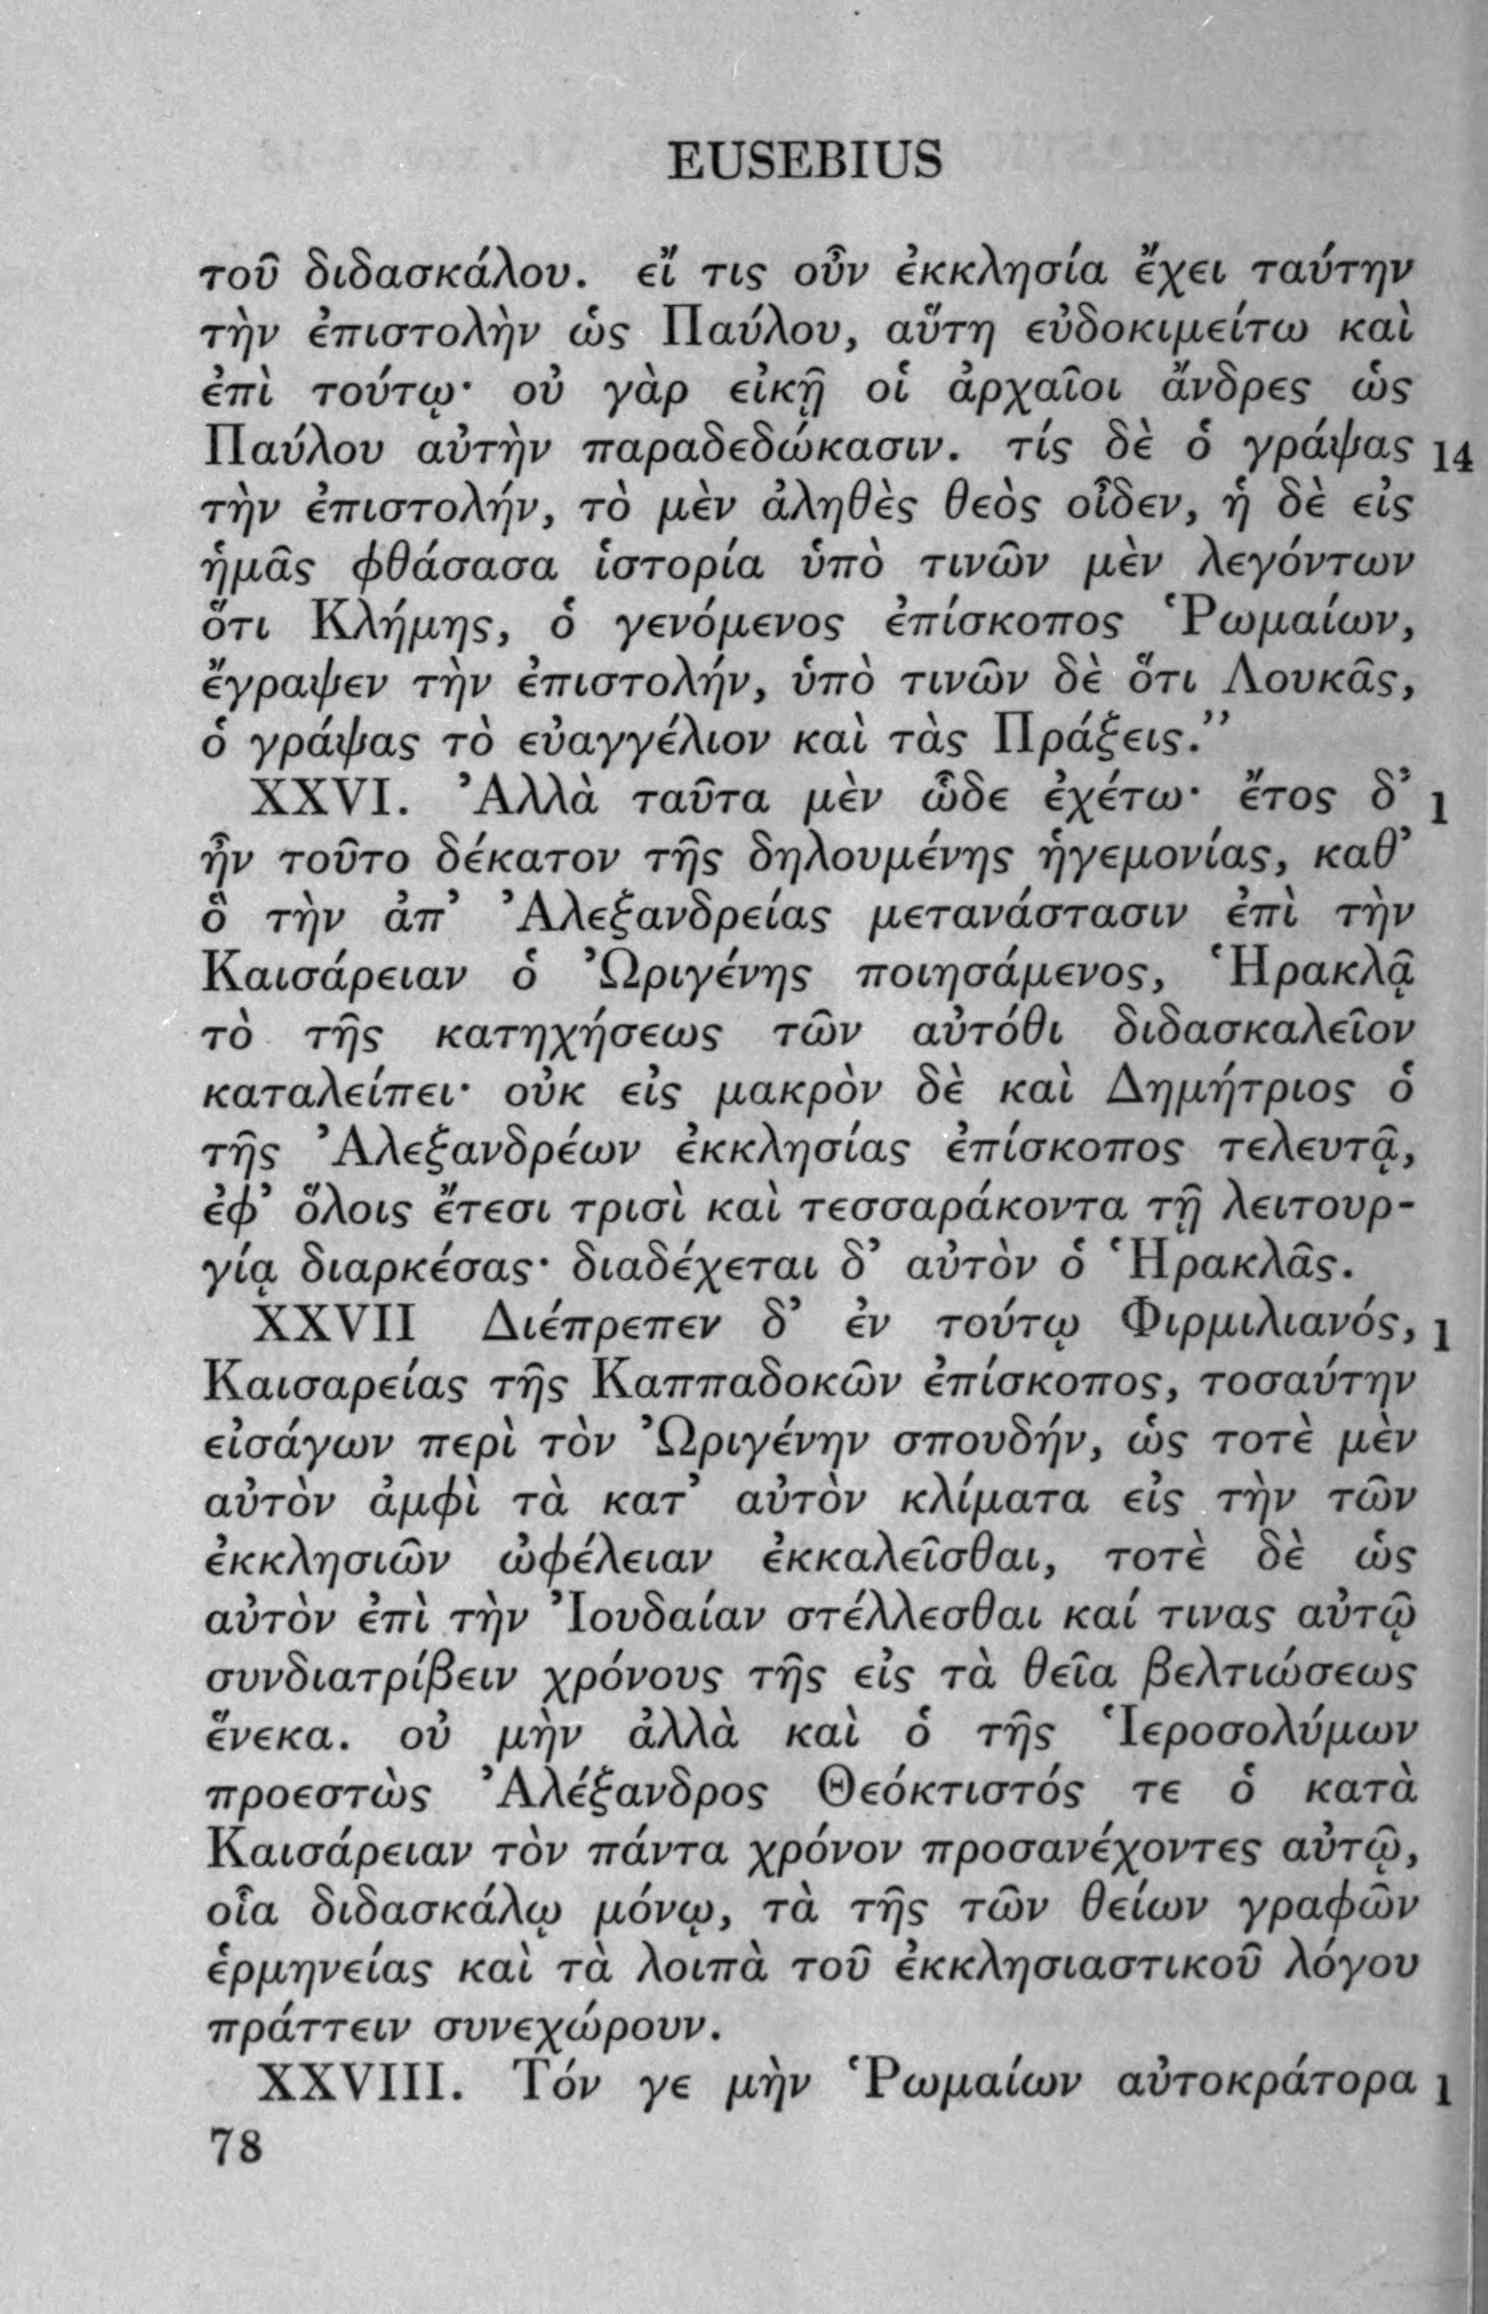 EUSEBIUS
τοῦ διδασκάλου. εἴ τις οὖν ἐκκλησία ἔχει ταύτην
τὴν ἐπιστολὴν ὡς Παύλου, αὕτη εὐδοκιμείτω καὶ
ἐπὶ τούτῳ· οὐ γὰρ εἰκῇ οἱ ἀρχαῖοι ἄνδρες ὡς
Παύλου αὐτὴν παραδεδώκασιν. τίς δὲ ὁ γράψας 14
τὴν ἐπιστολήν, τὸ μὲν ἀληθὲς θεὸς οἶδεν, ἡ δὲ εἰς
ἡμᾶς φθάσασα ἱστορία ὑπὸ τινῶν μὲν λεγόντων
ὅτι Κλήμης, ὁ γενόμενος ἐπίσκοπος Ῥωμαίων,
ἔγραψεν τὴν ἐπιστολήν, ὑπὸ τινῶν δὲ ὅτι Λουκᾶς,
ὁ γράψας τὸ εὐαγγέλιον καὶ τὰς Πράξεις.”
XXVI. Ἀλλὰ ταῦτα μὲν ὧδε ἐχέτω· ἔτος δ’ 1
ἦν τοῦτο δέκατον τῆς δηλουμένης ἡγεμονίας, καθ’
ὃ τὴν ἀπ’ Ἀλεξανδρείας μετανάστασιν ἐπὶ τὴν
Καισάρειαν ὁ Ὠριγένης ποιησάμενος, Ἡρακλᾷ
τὸ τῆς κατηχήσεως τῶν αὐτόθι διδασκαλεῖον
καταλείπει· οὐκ εἰς μακρὸν δὲ καὶ Δημήτριος ὁ
τῆς Ἀλεξανδρέων ἐκκλησίας ἐπίσκοπος τελευτᾷ,
ἐφ’ ὅλοις ἔτεσι τρισὶ καὶ τεσσαράκοντα τῇ λειτουρ-
γίᾳ διαρκέσας· διαδέχεται δ’ αὐτὸν ὁ Ἡρακλᾶς.
XXVII Διέπρεπεν δ’ ἐν τούτῳ Φιρμιλιανός, 1
Καισαρείας τῆς Καππαδοκῶν ἐπίσκοπος, τοσαύτην
εἰσάγων περὶ τὸν Ὠριγένην σπουδήν, ὡς τοτὲ μὲν
αὐτὸν ἀμφὶ τὰ κατ’ αὐτὸν κλίματα εἰς τὴν τῶν
ἐκκλησιῶν ὠφέλειαν ἐκκαλεῖσθαι, τοτὲ δὲ ὡς
αὐτὸν ἐπὶ τὴν Ἰουδαίαν στέλλεσθαι καί τινας αὐτῷ
συνδιατρίβειν χρόνους τῆς εἰς τὰ θεῖα βελτιώσεως
ἕνεκα. οὐ μὴν ἀλλὰ καὶ ὁ τῆς Ἱεροσολύμων
προεστὼς Ἀλέξανδρος Θεόκτιστός τε ὁ κατὰ
Καισάρειαν τὸν πάντα χρόνον προσανέχοντες αὐτῷ,
οἷα διδασκάλῳ μόνῳ, τὰ τῆς τῶν θείων γραφῶν
ἑρμηνείας καὶ τὰ λοιπὰ τοῦ ἐκκλησιαστικοῦ λόγου
πράττειν συνεχώρουν.
XXVIII. Τόν γε μὴν Ῥωμαίων αὐτοκράτορα 1
78